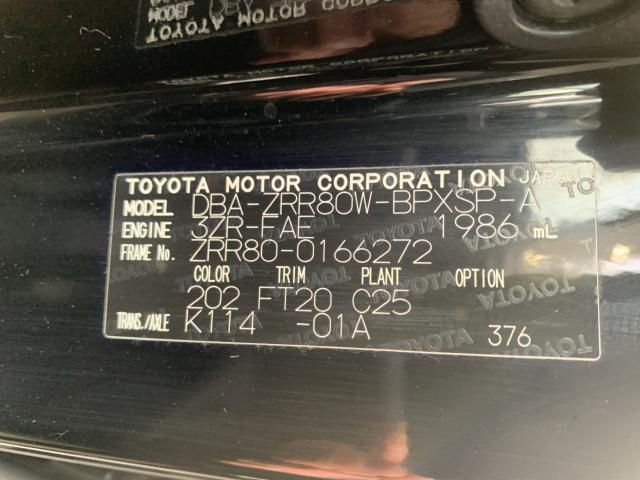 TOYOTA MOTOR CORPORATION JAPAN
MODEL DBA-ZRR80W-BPXSP-A
ENGINE 3ZR-FAE 1986 mL
FRAME No. ZRR80-0166272
COLOR TRIM PLANT OPTION
202 FT20 C25
TRANS./AXLE K114 -01A 376